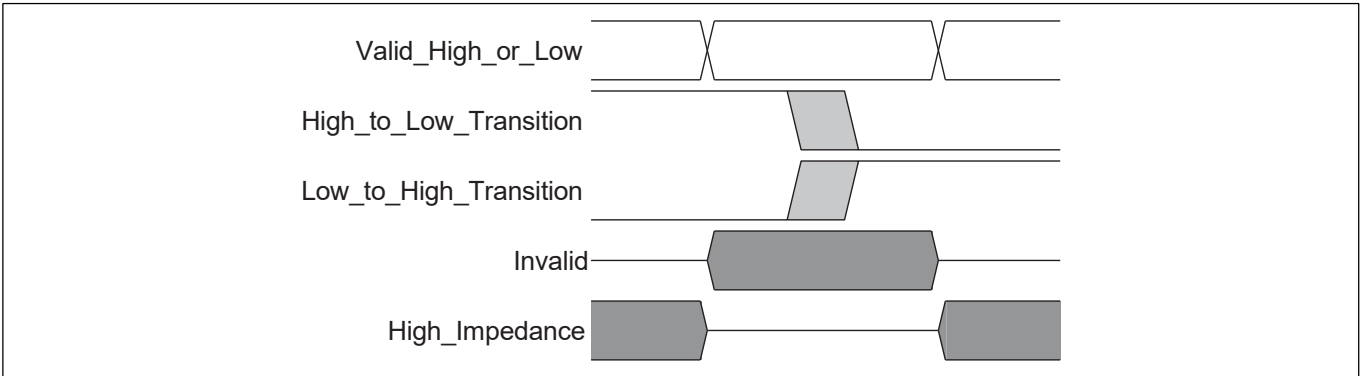 Valid_High_or_Low
High_to_Low_Transition
Low_to_High_Transition
Invalid
High_Impedance